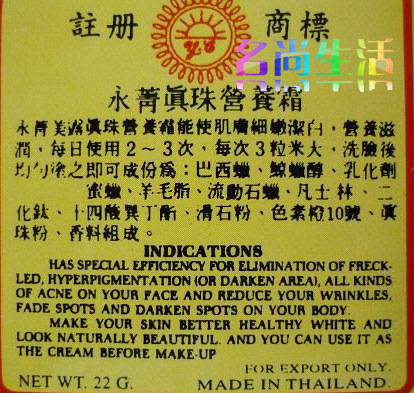 註册 商標
名尚生活
永菁眞珠營養霜
永菁美露眞珠營養霜能使肌膚細嫩潔白，營養滋
潤，每日使用2～3次，每次3粒米大，洗臉後
均勻塗之即可成份爲：巴西蠟、鯨蠟醇、乳化劑
蜜蠟、羊毛脂、流動石蠟、凡士林、二
化鈦、十四酸異丁酯、滑石粉、色素橙10號、眞
珠粉、香料組成。
INDICATIONS
HAS SPECIAL EFFICIENCY FOR ELIMINATION OF FRECK-
LED, HYPERPIGMENTATION (OR DARKEN AREA), ALL KINDS
OF ACNE ON YOUR FACE AND REDUCE YOUR WRINKLES,
FADE SPOTS AND DARKEN SPOTS ON YOUR BODY.
MAKE YOUR SKIN BETTER HEALTHY WHITE AND
LOOK NATURALLY BEAUTIFUL. AND YOU CAN USE IT AS
THE CREAM BEFORE MAKE-UP
FOR EXPORT ONLY.
NET WT. 22 G. MADE IN THAILAND.